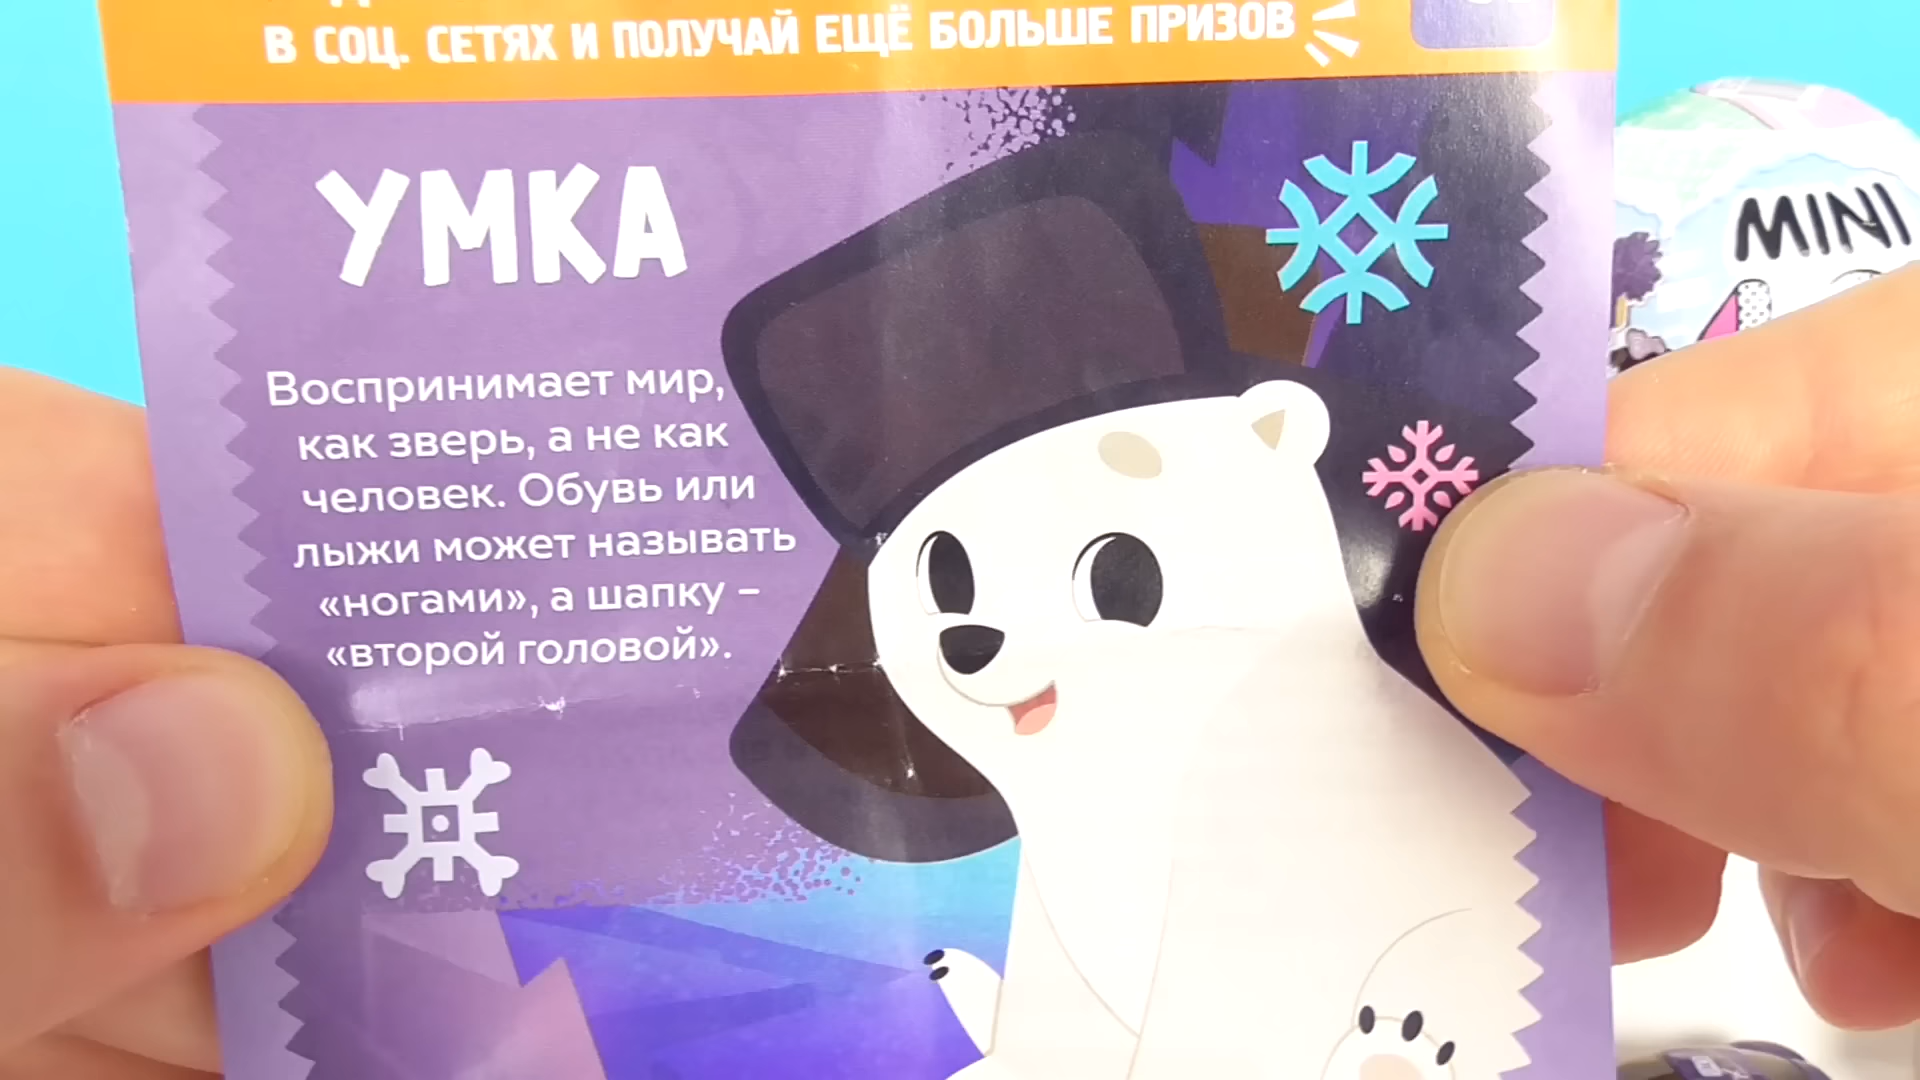 В СОЦ. СЕТЯХ И ПОЛУЧАЙ ЕЩЁ БОЛЬШЕ ПРИЗОВ
УМКА
Воспринимает мир,
как зверь, а не как
человек. Обувь или
лыжи может называть
«ногами», а шапку –
«второй головой».
MINI